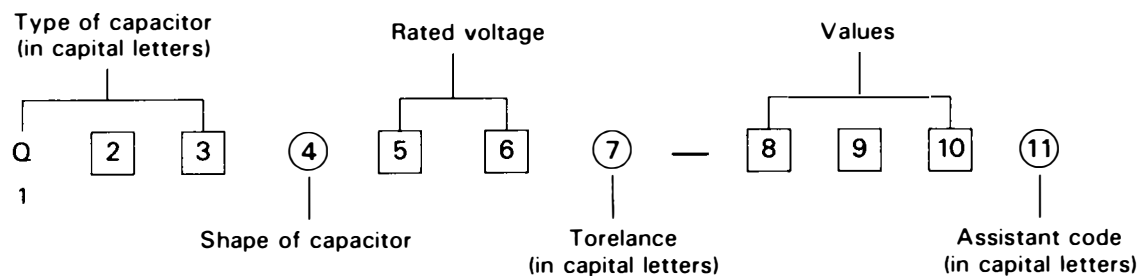 Type of capacitor
(in capital letters)
Rated voltage
Values
Q 2 3 4 5 6 7 — 8 9 10 11
1
Shape of capacitor
Torelance
(in capital letters)
Assistant code
(in capital letters)